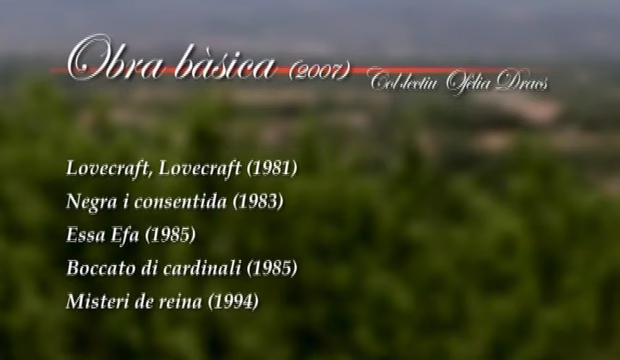 Obra bàsica (2007)
Col·lectiu Ofèlia Dracs
Lovecraft, Lovecraft (1981)
Negra i consentida (1983)
Essa Efa (1985)
Boccato di cardinali (1985)
Misteri de reina (1994)